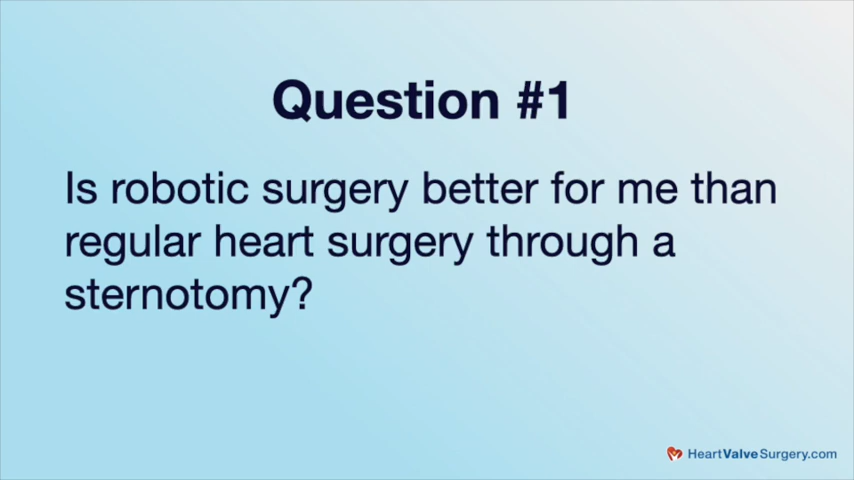 Question #1
Is robotic surgery better for me than
regular heart surgery through a
sternotomy?
HeartValveSurgery.com